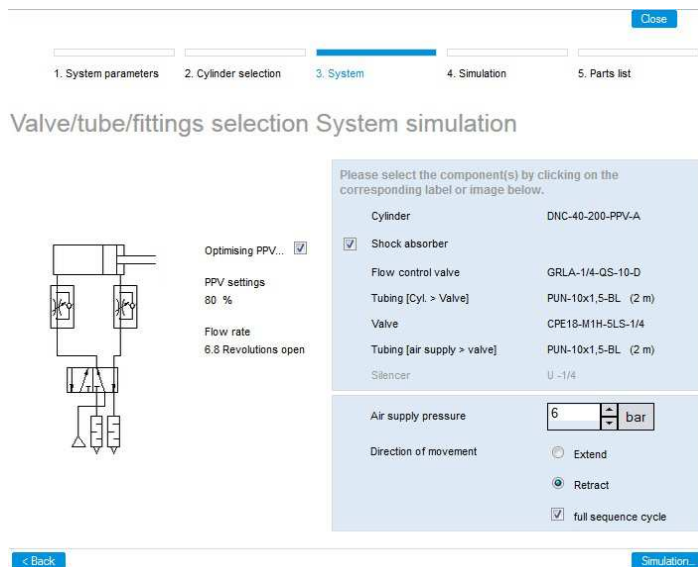 Close
1. System parameters 2. Cylinder selection 3. System 4. Simulation 5. Parts list
Valve/tube/fittings selection System simulation
Please select the component(s) by clicking on the
corresponding label or image below.
Cylinder DNC-40-200-PPV-A
Shock absorber
Flow control valve GRLA-1/4-QS-10-D
Tubing [Cyl. > Valve] PUN-10x1,5-BL (2 m)
Valve CPE18-M1H-5LS-1/4
Tubing [air supply > valve] PUN-10x1,5-BL (2 m)
Silencer U -1/4
Optimising PPV...
PPV settings
80 %
Flow rate
6.8 Revolutions open
Air supply pressure 6 bar
Direction of movement Extend
Retract
full sequence cycle
< Back Simulation...